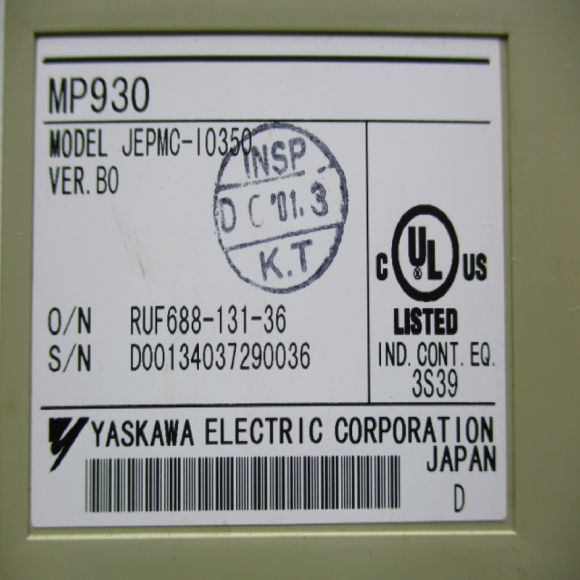 MP930
MODEL JEPMC-IO350
VER. B0
INSP
D C '01.3
K.T
O/N RUF688-131-36
S/N D00134037290036
C UL US
®
LISTED
IND. CONT. EQ.
3S39
YASKAWA ELECTRIC CORPORATION
JAPAN
D